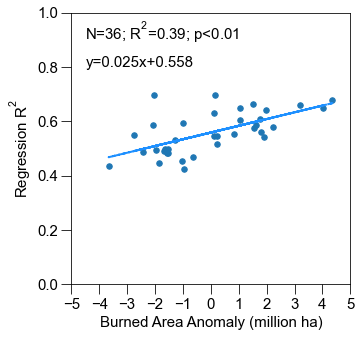 N=36; R²=0.39; p<0.01
y=0.025x+0.558
1.0
0.8
0.6
0.4
0.2
0.0
Regression R²
−5 −4 −3 −2 −1 0 1 2 3 4 5
Burned Area Anomaly (million ha)